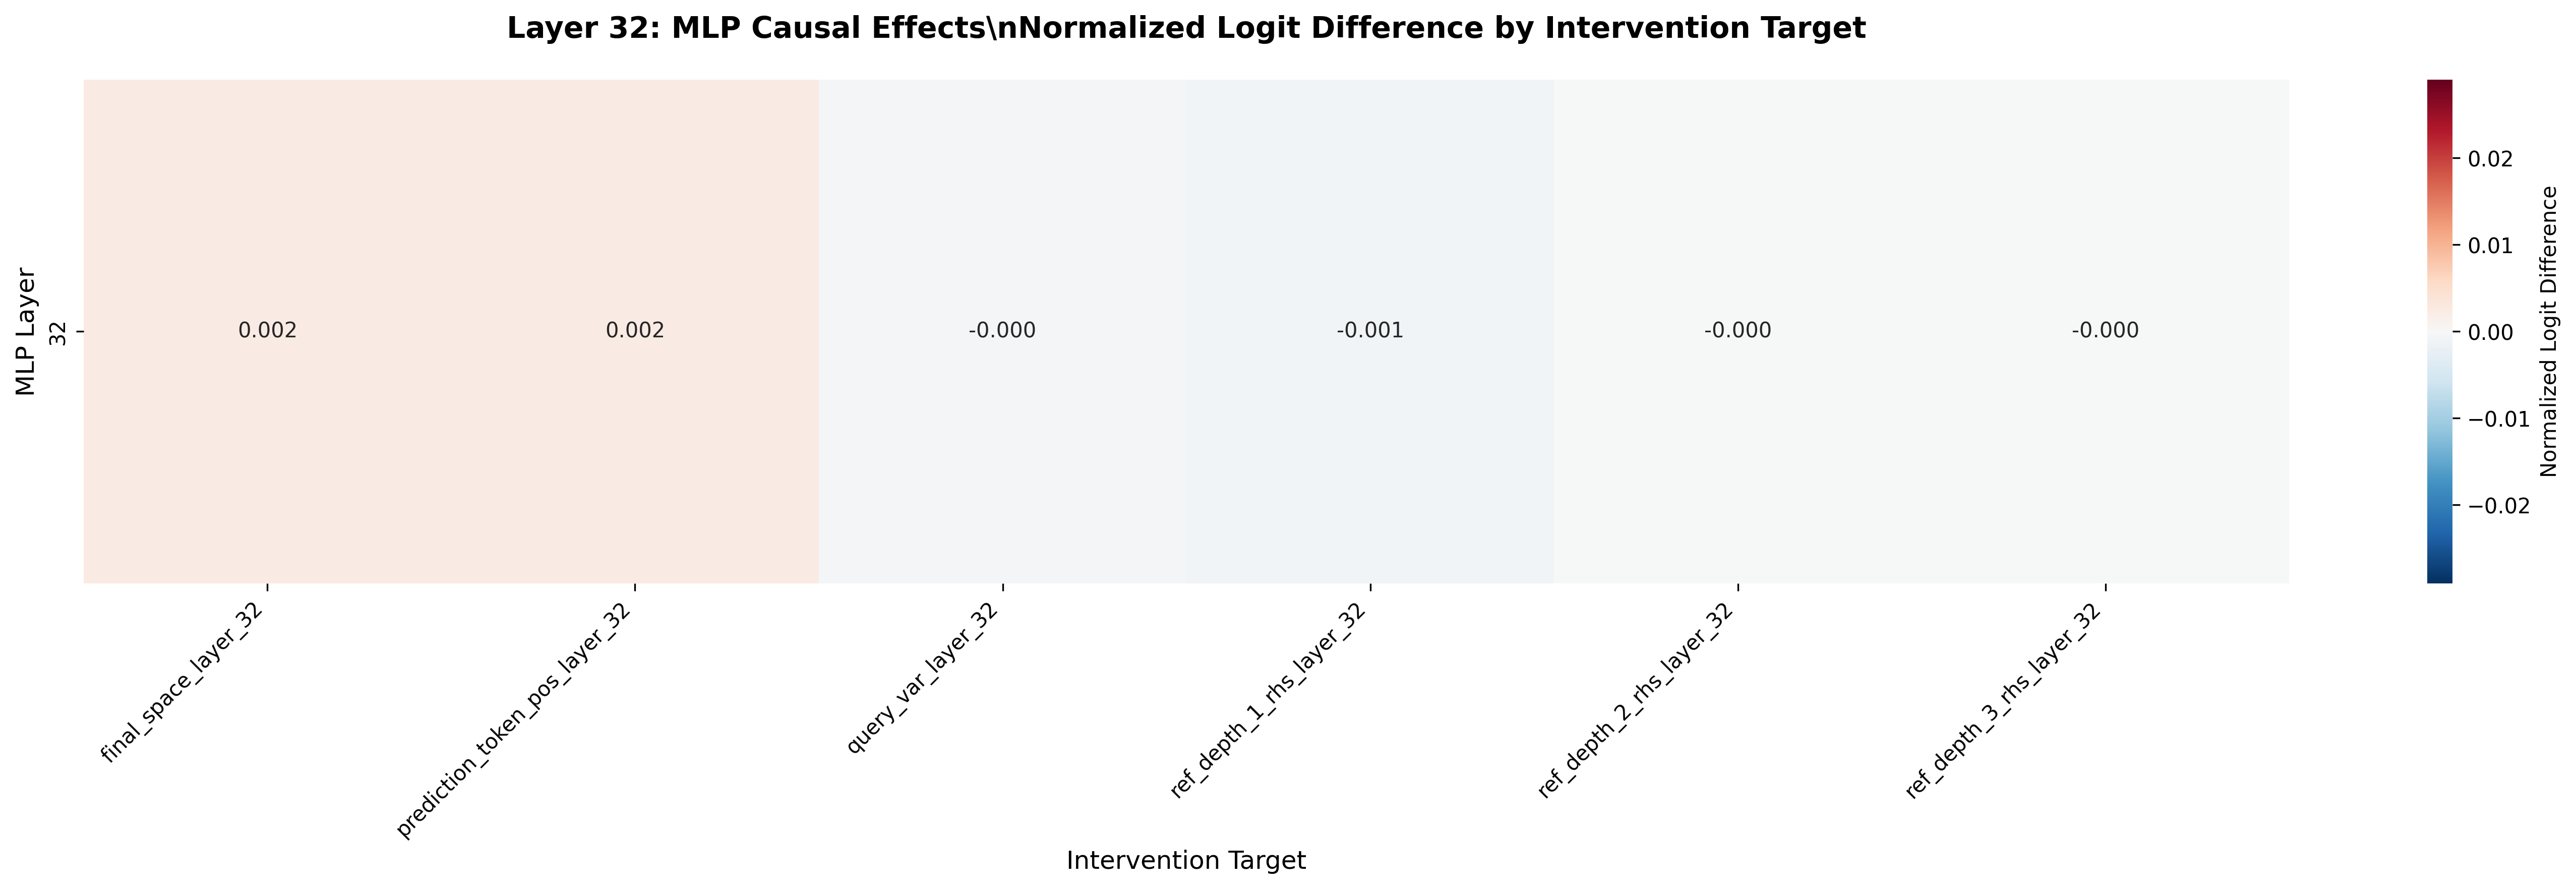 Layer 32: MLP Causal Effects\nNormalized Logit Difference by Intervention Target
MLP Layer
32
0.002
0.002
-0.000
-0.001
-0.000
-0.000
final_space_layer_32
prediction_token_pos_layer_32
query_var_layer_32
ref_depth_1_rhs_layer_32
ref_depth_2_rhs_layer_32
ref_depth_3_rhs_layer_32
Intervention Target
0.02
0.01
0.00
−0.01
−0.02
Normalized Logit Difference